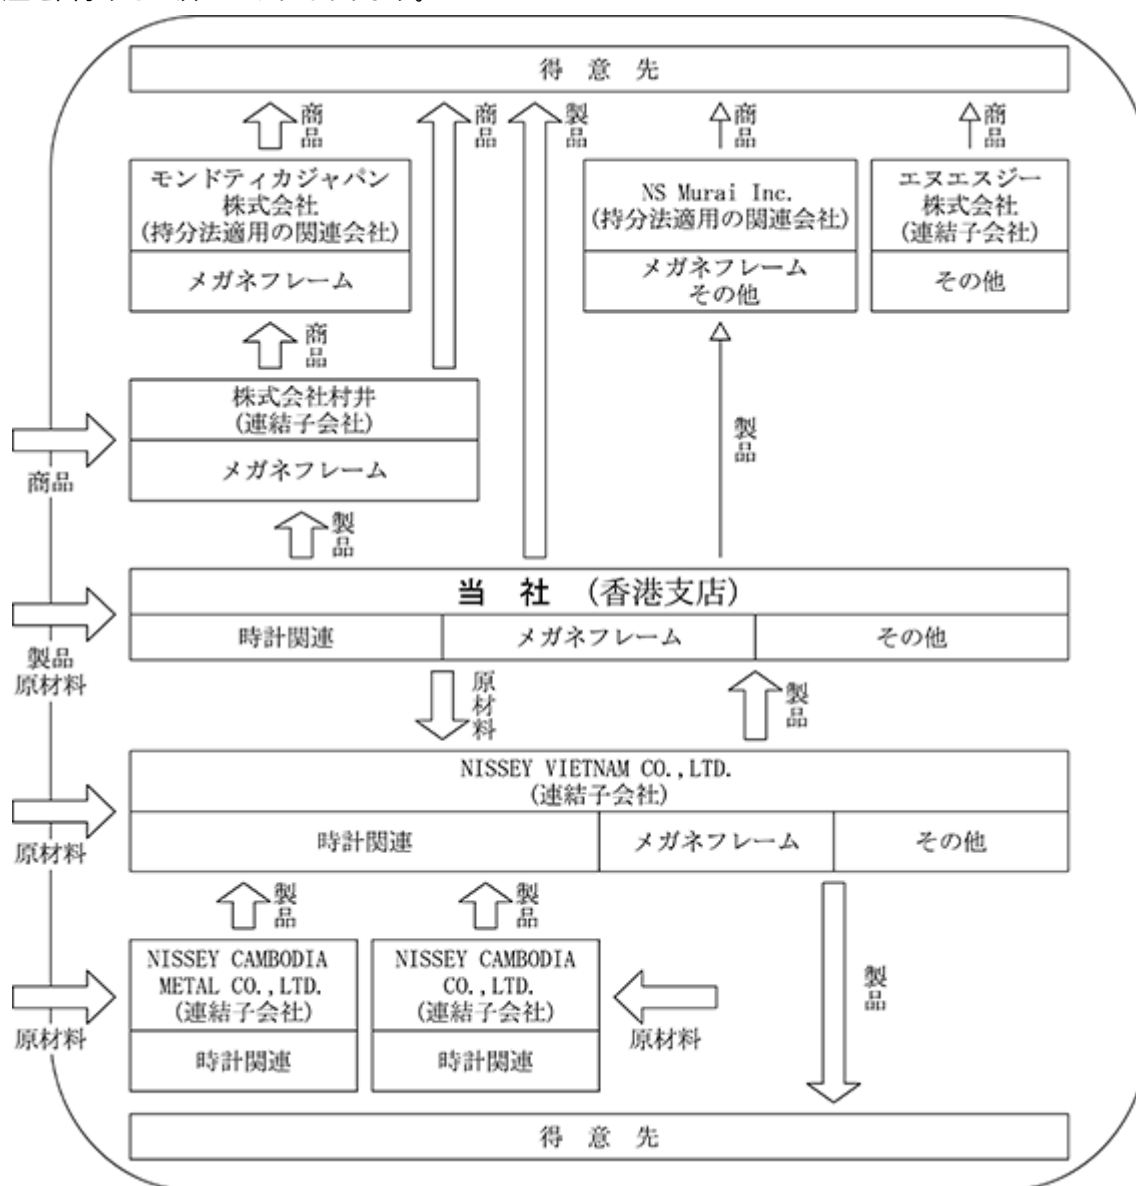 得 意 先
商品
商品
製品
商品
商品
モンドティカジャパン
株式会社
(持分法適用の関連会社)
メガネフレーム
NS Murai Inc.
(持分法適用の関連会社)
メガネフレーム
その他
エヌエスジー
株式会社
(連結子会社)
その他
商品
株式会社村井
(連結子会社)
メガネフレーム
商品
製品
製品
当 社 (香港支店)
時計関連
メガネフレーム
その他
製品
原材料
原材料
製品
NISSEY VIETNAM CO.,LTD.
(連結子会社)
時計関連
メガネフレーム
その他
原材料
製品
製品
NISSEY CAMBODIA
METAL CO.,LTD.
(連結子会社)
時計関連
NISSEY CAMBODIA
CO.,LTD.
(連結子会社)
時計関連
原材料
原材料
製品
得 意 先